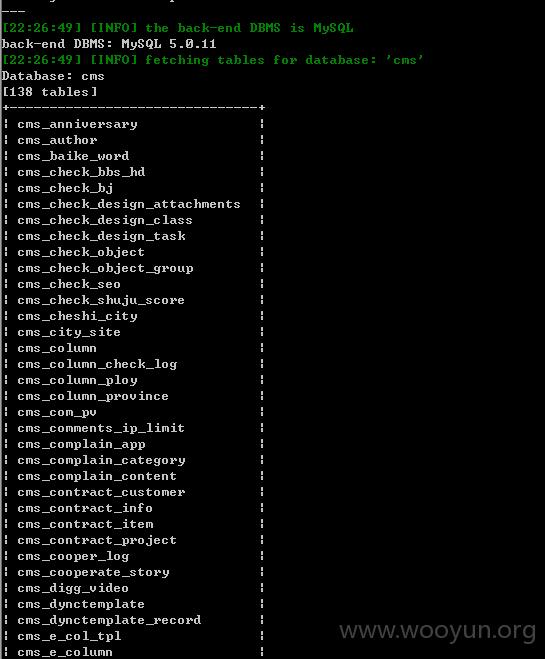 ---
[22:26:49] [INFO] the back-end DBMS is MySQL
back-end DBMS: MySQL 5.0.11
[22:26:49] [INFO] fetching tables for database: 'cms'
Database: cms
[138 tables]
+-------------------------------+
¦ cms_anniversary ¦
¦ cms_author ¦
¦ cms_baike_word ¦
¦ cms_check_bbs_hd ¦
¦ cms_check_bj ¦
¦ cms_check_design_attachments ¦
¦ cms_check_design_class ¦
¦ cms_check_design_task ¦
¦ cms_check_object ¦
¦ cms_check_object_group ¦
¦ cms_check_seo ¦
¦ cms_check_shuju_score ¦
¦ cms_cheshi_city ¦
¦ cms_city_site ¦
¦ cms_column ¦
¦ cms_column_check_log ¦
¦ cms_column_ploy ¦
¦ cms_column_province ¦
¦ cms_com_pv ¦
¦ cms_comments_ip_limit ¦
¦ cms_complain_app ¦
¦ cms_complain_category ¦
¦ cms_complain_content ¦
¦ cms_contract_customer ¦
¦ cms_contract_info ¦
¦ cms_contract_item ¦
¦ cms_contract_project ¦
¦ cms_cooper_log ¦
¦ cms_cooperate_story ¦
¦ cms_digg_video ¦
¦ cms_dynctemplate ¦
¦ cms_dynctemplate_record ¦
¦ cms_e_col_tpl ¦
¦ cms_e_column ¦
www.wooyun.org